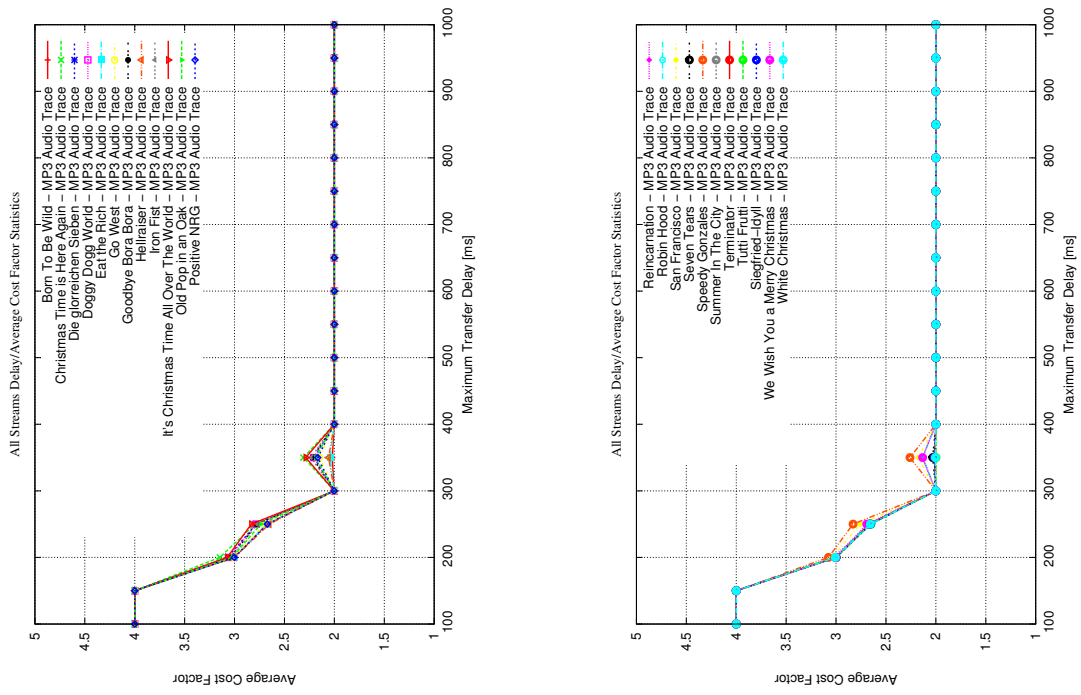 All Streams Delay/Average Cost Factor Statistics
Born To Be Wild – MP3 Audio Trace
Christmas Time is Here Again – MP3 Audio Trace
Die glorreichen Sieben – MP3 Audio Trace
Doggy Dogg World – MP3 Audio Trace
Eat the Rich – MP3 Audio Trace
Go West – MP3 Audio Trace
Goodbye Bora Bora – MP3 Audio Trace
Hellraiser – MP3 Audio Trace
Iron Fist – MP3 Audio Trace
It's Christmas Time All Over The World – MP3 Audio Trace
Old Pop in an Oak – MP3 Audio Trace
Positive NRG – MP3 Audio Trace
Average Cost Factor
5
4.5
4
3.5
3
2.5
2
1.5
1
100
200
300
400
500
600
700
800
900
1000
Maximum Transfer Delay [ms]
All Streams Delay/Average Cost Factor Statistics
Reincarnation – MP3 Audio Trace
Robin Hood – MP3 Audio Trace
San Francisco – MP3 Audio Trace
Seven Tears – MP3 Audio Trace
Speedy Gonzales – MP3 Audio Trace
Summer In The City – MP3 Audio Trace
Terminator – MP3 Audio Trace
Tutti Frutti – MP3 Audio Trace
Siegfried–Idyll – MP3 Audio Trace
We Wish You a Merry Christmas – MP3 Audio Trace
White Christmas – MP3 Audio Trace
Average Cost Factor
5
4.5
4
3.5
3
2.5
2
1.5
1
100
200
300
400
500
600
700
800
900
1000
Maximum Transfer Delay [ms]